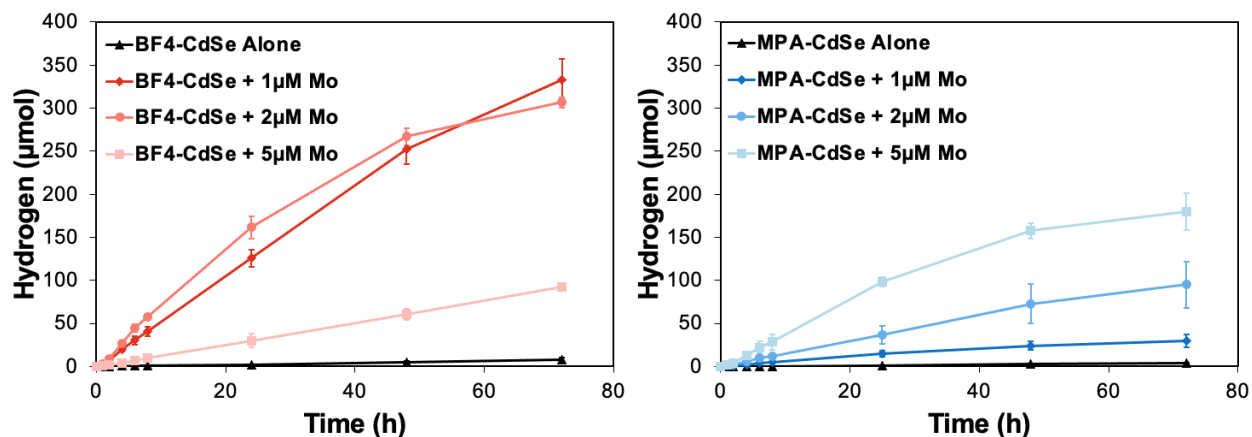 400
350
300
250
200
150
100
50
0
Hydrogen (µmol)
BF4-CdSe Alone
BF4-CdSe + 1µM Mo
BF4-CdSe + 2µM Mo
BF4-CdSe + 5µM Mo
0 20 40 60 80
Time (h)
400
350
300
250
200
150
100
50
0
Hydrogen (µmol)
MPA-CdSe Alone
MPA-CdSe + 1µM Mo
MPA-CdSe + 2µM Mo
MPA-CdSe + 5µM Mo
0 20 40 60 80
Time (h)